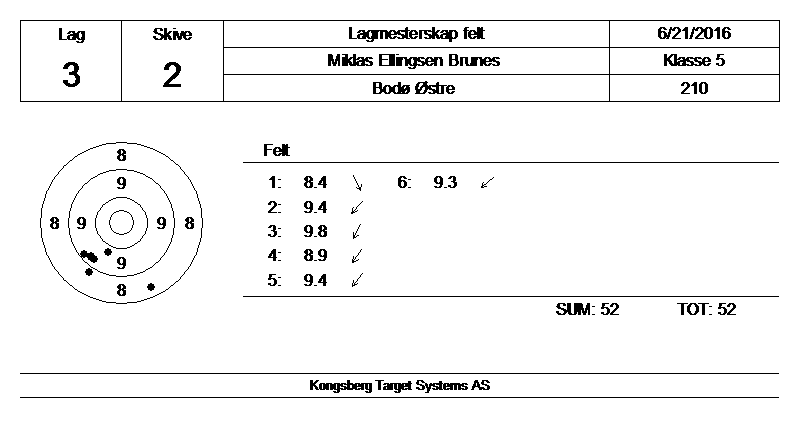 Lag Skive Lagmesterskap felt 6/21/2016
3 2 Miklas Ellingsen Brunes Klasse 5
Bodø Østre 210
Felt
1: 8.4 ↘ 6: 9.3 ↙
2: 9.4 ↙
3: 9.8 ↙
4: 8.9 ↙
5: 9.4 ↙
8
9
8 9 9 8
9
8
SUM: 52 TOT: 52
Kongsberg Target Systems AS